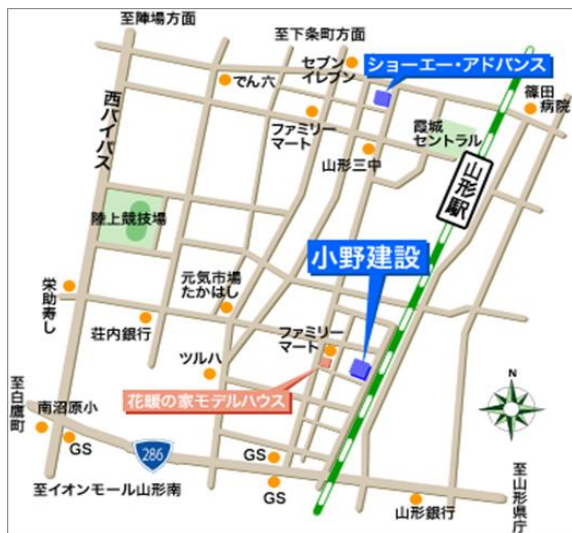 至陣場方面
至下条町方面
セブン
イレブン
ショーエー・アドバンス
でん六
篠田
病院
西バイパス
ファミリー
マート
霞城
セントラル
山形三中
山形駅
陸上競技場
小野建設
元気市場
たかはし
栄助寿し
荘内銀行
ファミリー
マート
ツルハ
N
花暖の家モデルハウス
至白鷹町
南沼原小
GS
286
GS
GS
至イオンモール山形南
山形銀行
至山形県庁